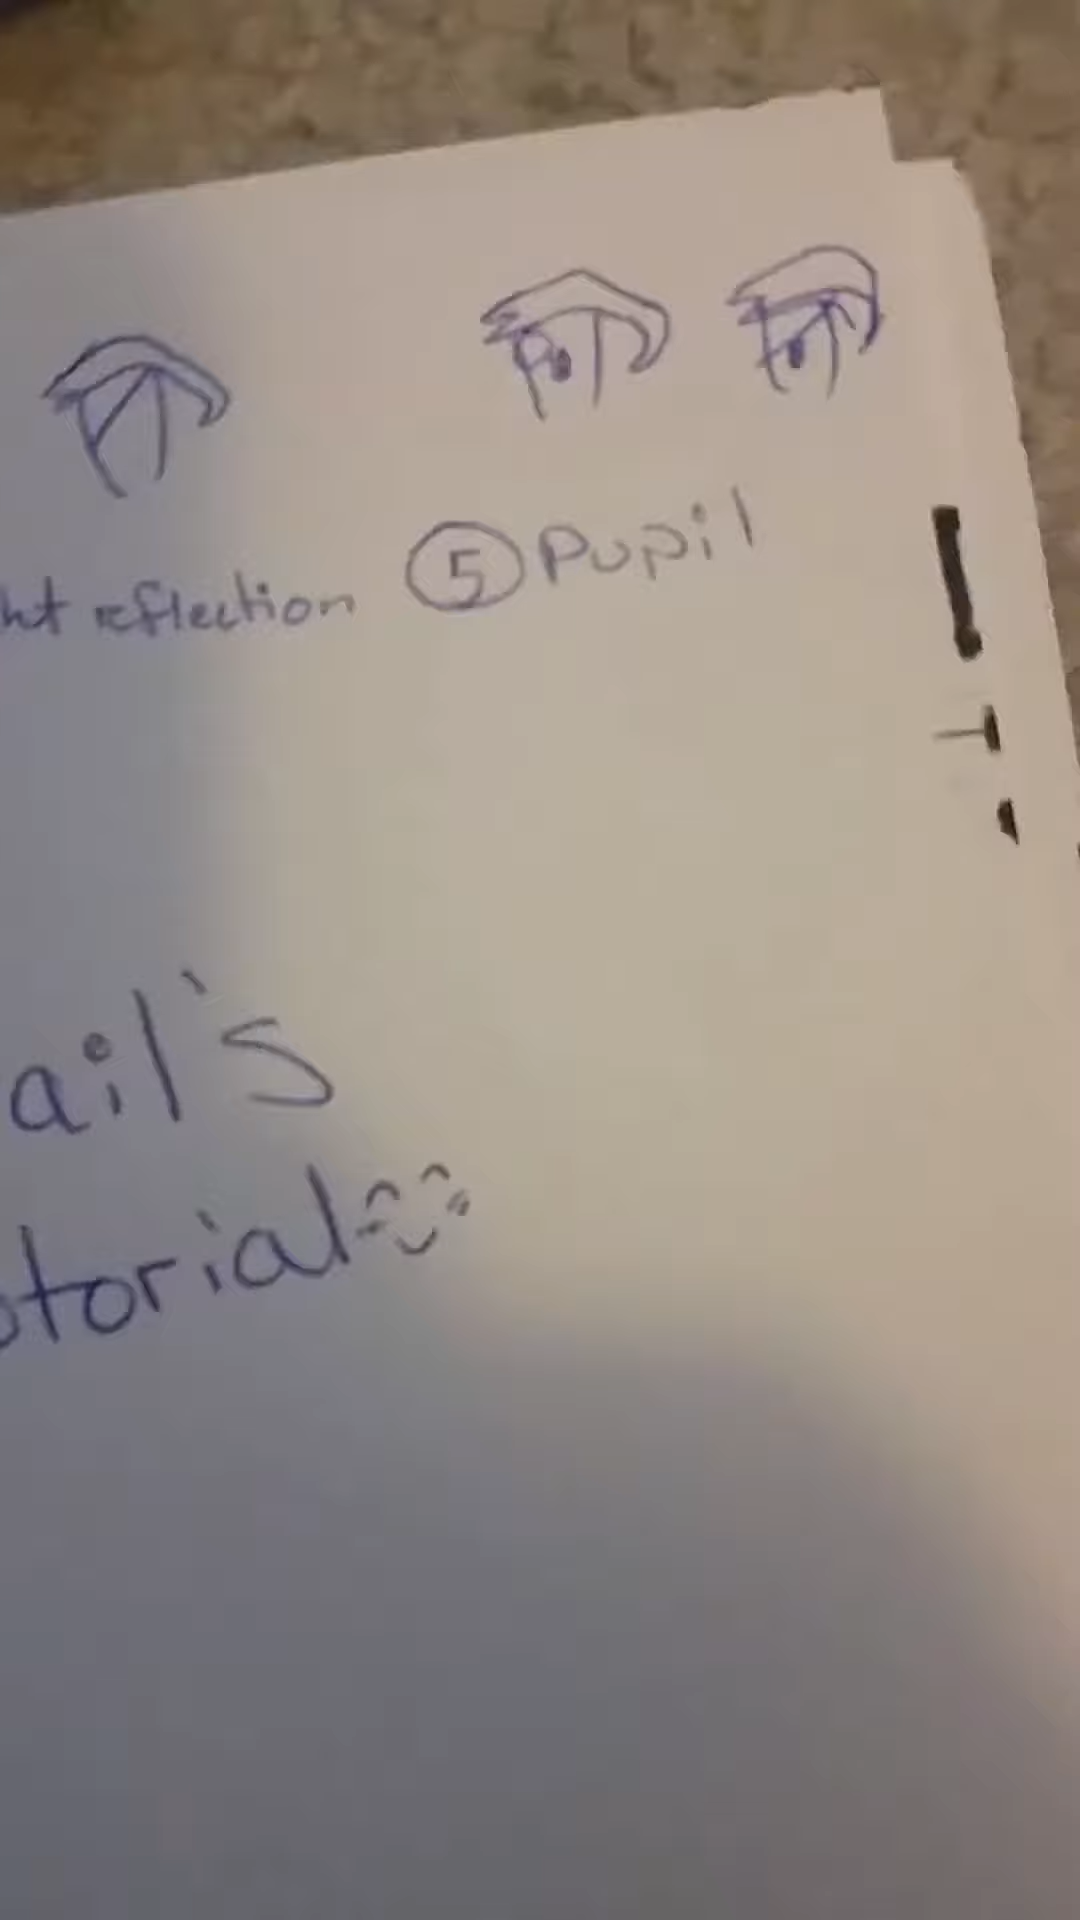 ht reflection ⑤ Pupil
ail's
torial